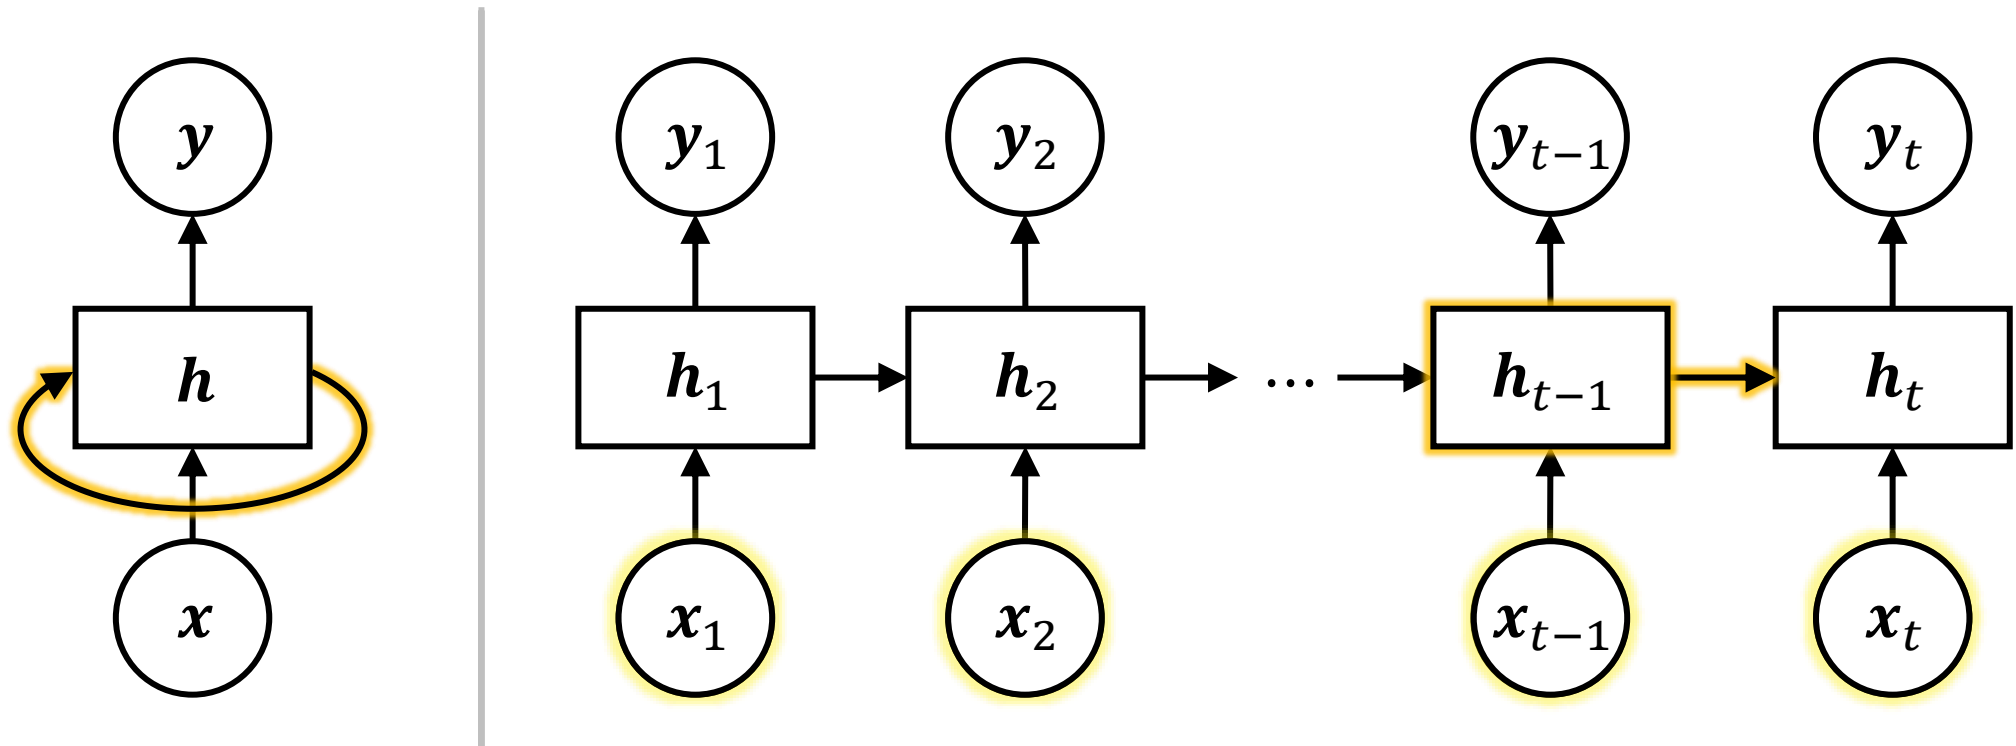 y
h
x
y₁ y₂ yₜ₋₁ yₜ
h₁ h₂ … hₜ₋₁ hₜ
x₁ x₂ xₜ₋₁ xₜ